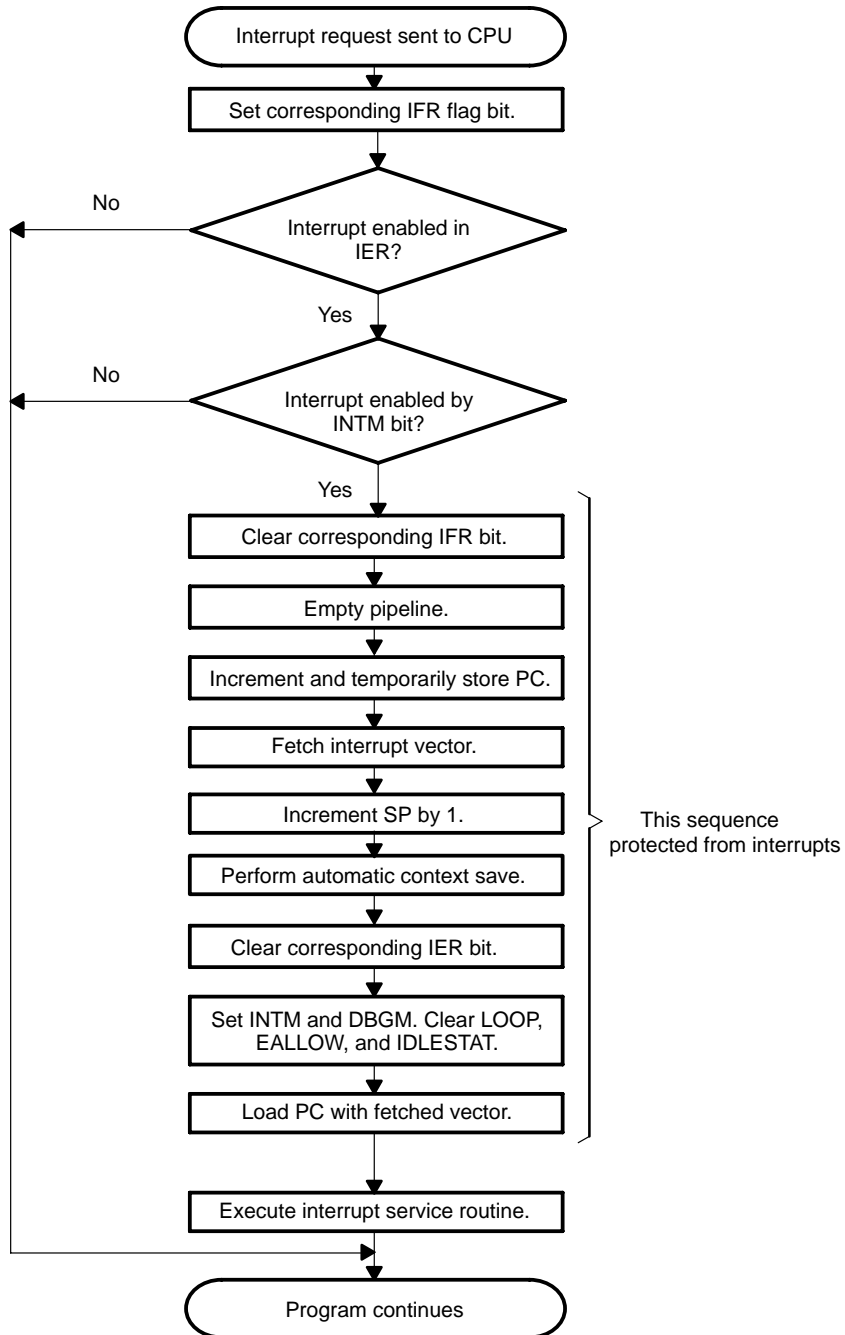 Interrupt request sent to CPU
Set corresponding IFR flag bit.
No
Interrupt enabled in
IER?
Yes
No
Interrupt enabled by
INTM bit?
Yes
Clear corresponding IFR bit.
Empty pipeline.
Increment and temporarily store PC.
Fetch interrupt vector.
Increment SP by 1.
This sequence
protected from interrupts
Perform automatic context save.
Clear corresponding IER bit.
Set INTM and DBGM. Clear LOOP,
EALLOW, and IDLESTAT.
Load PC with fetched vector.
Execute interrupt service routine.
Program continues